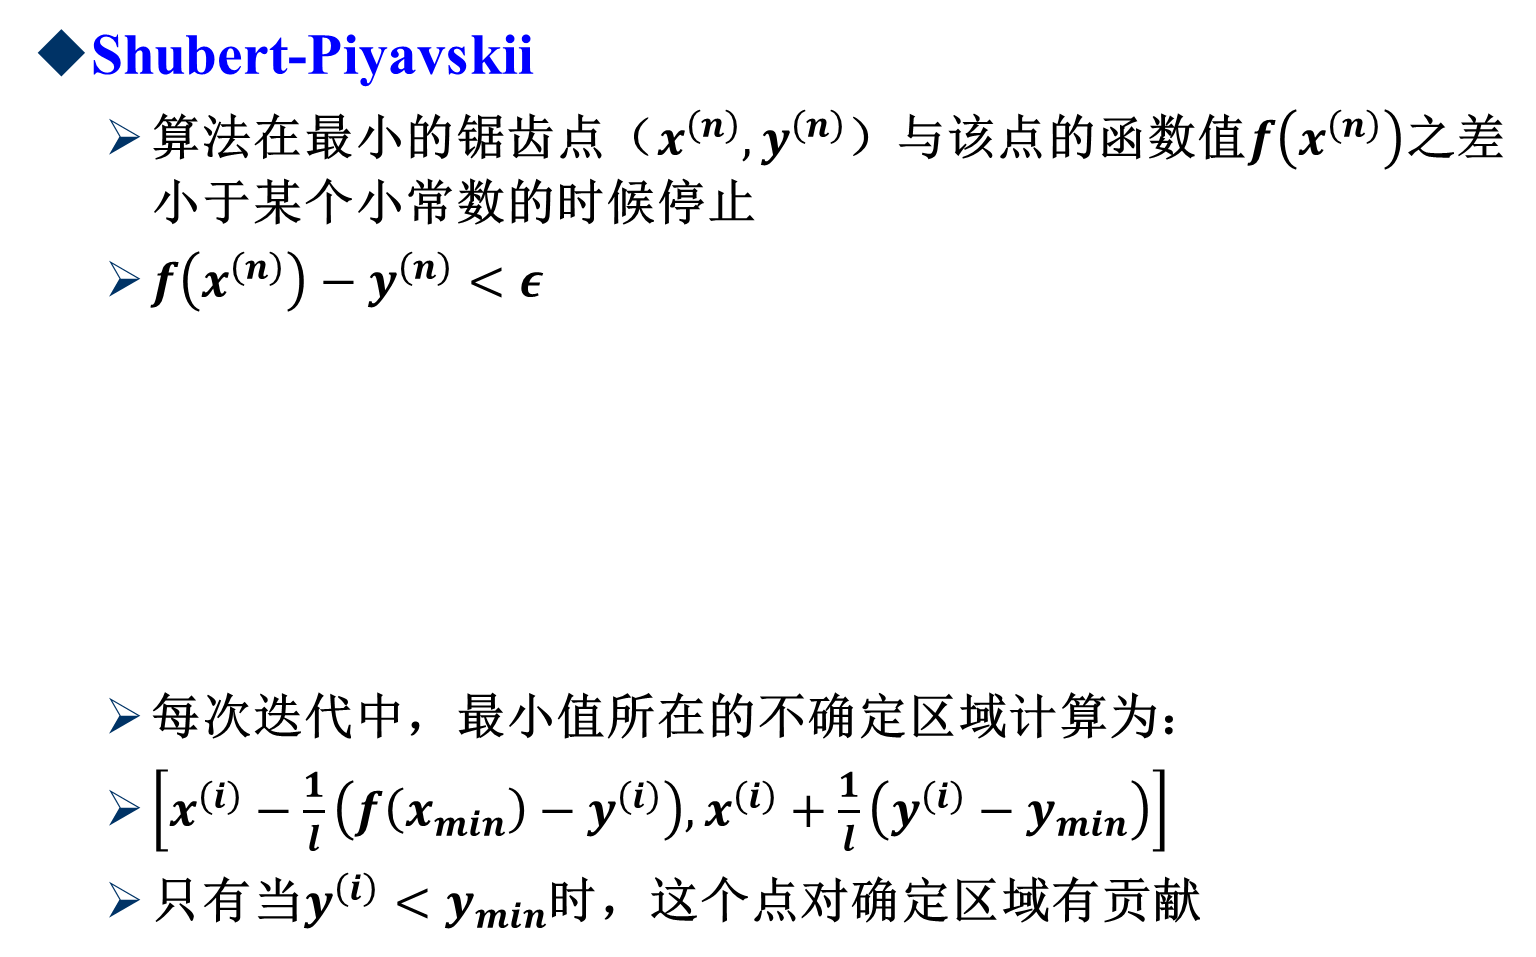 Shubert-Piyavskii
算法在最小的锯齿点（x^(n), y^(n)）与该点的函数值f(x^(n))之差
小于某个小常数的时候停止
f(x^(n)) − y^(n) < ϵ
每次迭代中，最小值所在的不确定区域计算为：
[x^(i) − 1/l (f(x_min) − y^(i)), x^(i) + 1/l (y^(i) − y_min)]
只有当y^(i) < y_min时，这个点对确定区域有贡献